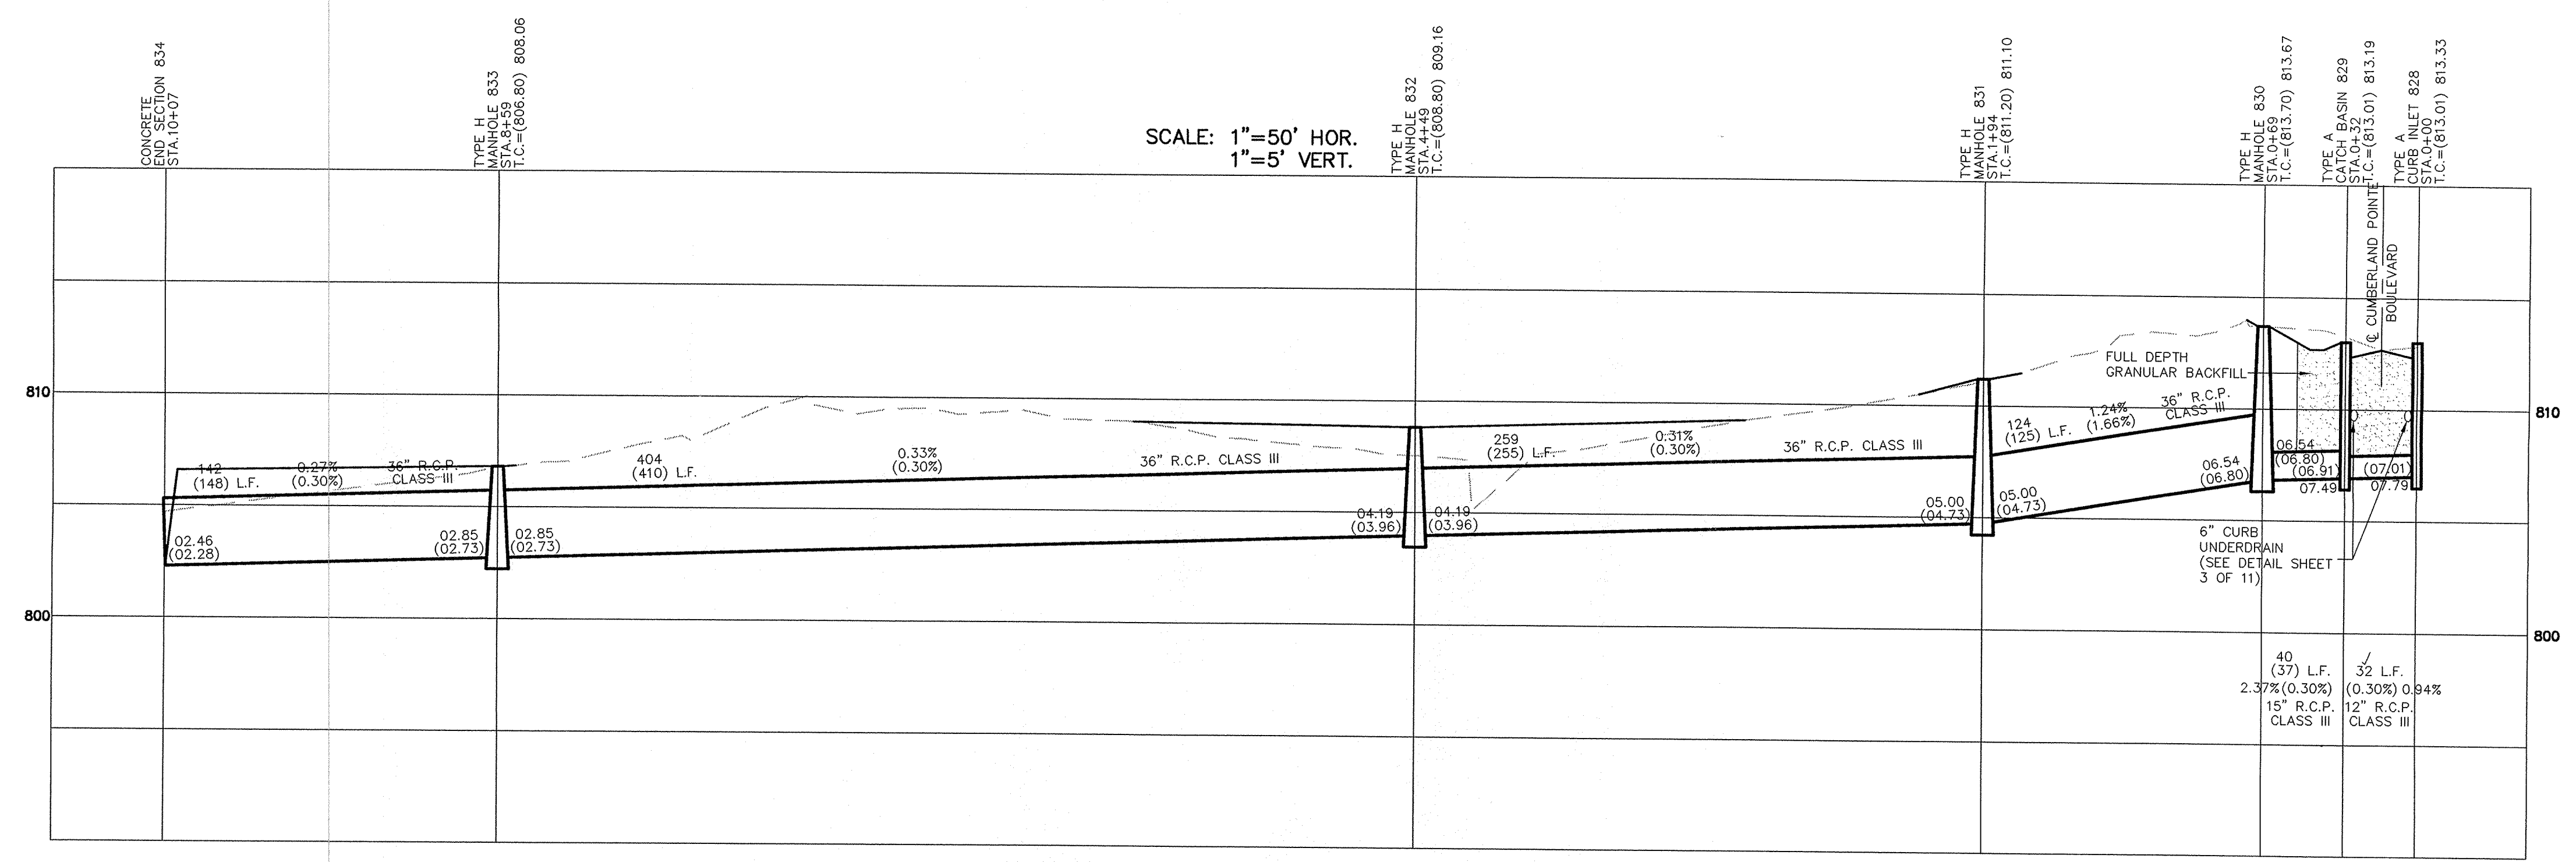 CONCRETE
END SECTION 834
STA.10+07
TYPE H
MANHOLE 833
STA.8+59
T.C.=(806.80) 808.06
SCALE: 1"=50' HOR.
1"=5' VERT.
TYPE H
MANHOLE 832
STA.4+49
T.C.=(808.80) 809.16
TYPE H
MANHOLE 831
STA.1+94
T.C.=(811.20) 811.10
TYPE H
MANHOLE 830
STA.0+69
T.C.=(813.70) 813.67
TYPE A
CATCH BASIN 829
STA.0+32
T.C.=(813.01) 813.19
℄ CUMBERLAND POINTE
BOULEVARD
TYPE A
CURB INLET 828
STA.0+00
T.C.=(813.01) 813.33
810
810
800
800
142
(148) L.F.
0.27%
(0.30%)
36" R.C.P.
CLASS III
404
(410) L.F.
0.33%
(0.30%)
36" R.C.P. CLASS III
259
(255) L.F.
0.31%
(0.30%)
36" R.C.P. CLASS III
124
(125) L.F.
1.24%
(1.66%)
36" R.C.P.
CLASS III
FULL DEPTH
GRANULAR BACKFILL
02.46
(02.28)
02.85
(02.73)
02.85
(02.73)
04.19
(03.96)
04.19
(03.96)
05.00
(04.73)
05.00
(04.73)
06.54
(06.80)
06.54
(06.80)
(06.91)
07.49
(07.01)
07.79
6" CURB
UNDERDRAIN
(SEE DETAIL SHEET
3 OF 11)
40
(37) L.F.
2.37%(0.30%)
15" R.C.P.
CLASS III
32 L.F.
(0.30%) 0.94%
12" R.C.P.
CLASS III